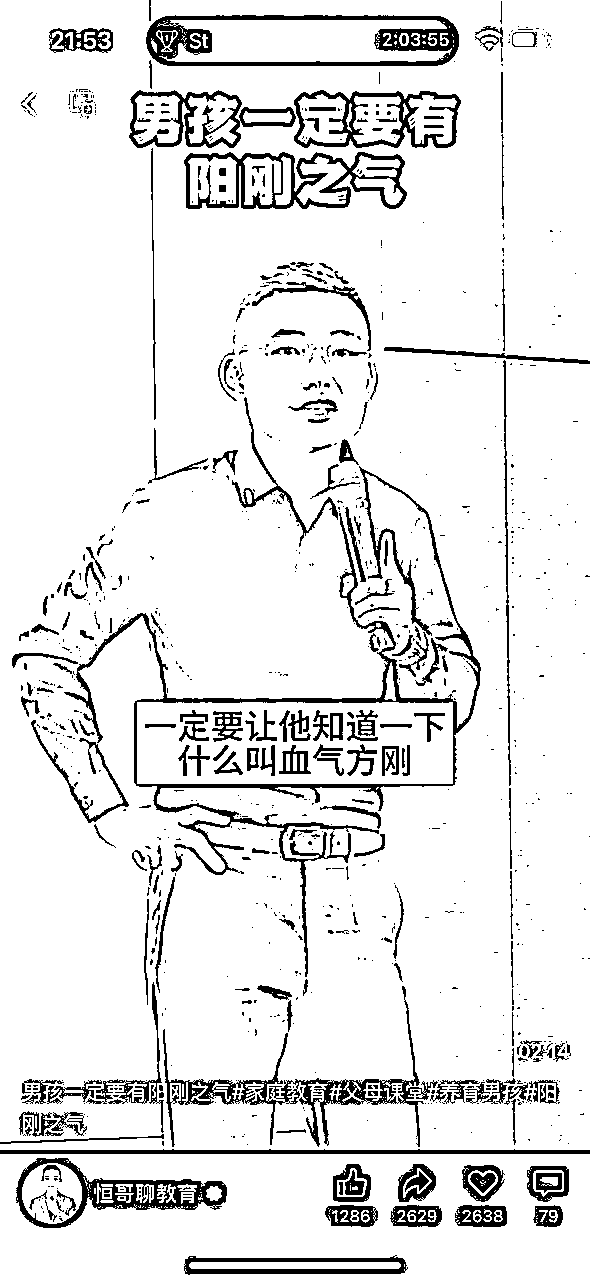 21:53
St
2:03:55
男孩一定要有
阳刚之气
一定要让他知道一下
什么叫血气方刚
02:14
男孩一定要有阳刚之气#家庭教育#父母课堂#养育男孩#阳
刚之气
恒哥聊教育
1286
2629
2638
79